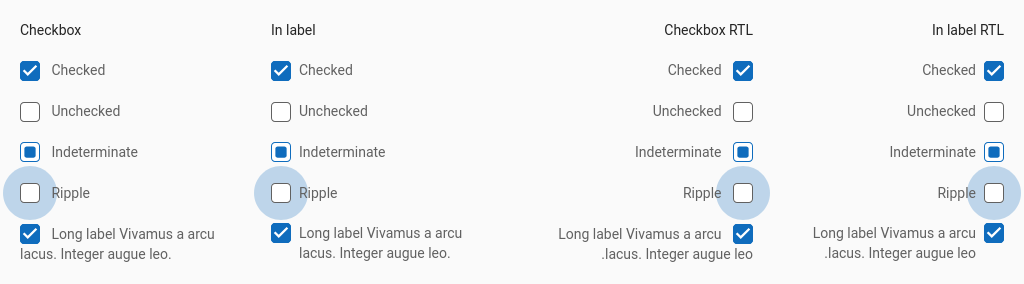 Checkbox
Checked
Unchecked
Indeterminate
Ripple
Long label Vivamus a arcu
lacus. Integer augue leo.
In label
Checked
Unchecked
Indeterminate
Ripple
Long label Vivamus a arcu
lacus. Integer augue leo.
Checkbox RTL
Checked
Unchecked
Indeterminate
Ripple
Long label Vivamus a arcu
.lacus. Integer augue leo
In label RTL
Checked
Unchecked
Indeterminate
Ripple
Long label Vivamus a arcu
.lacus. Integer augue leo